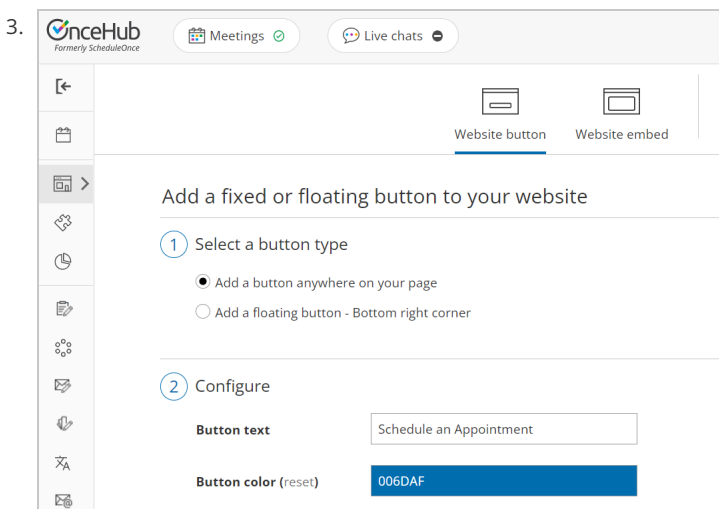 3.
OnceHub
Formerly ScheduleOnce
Meetings
Live chats
Website button
Website embed
Add a fixed or floating button to your website
1 Select a button type
Add a button anywhere on your page
Add a floating button - Bottom right corner
2 Configure
Button text
Schedule an Appointment
Button color (reset)
006DAF